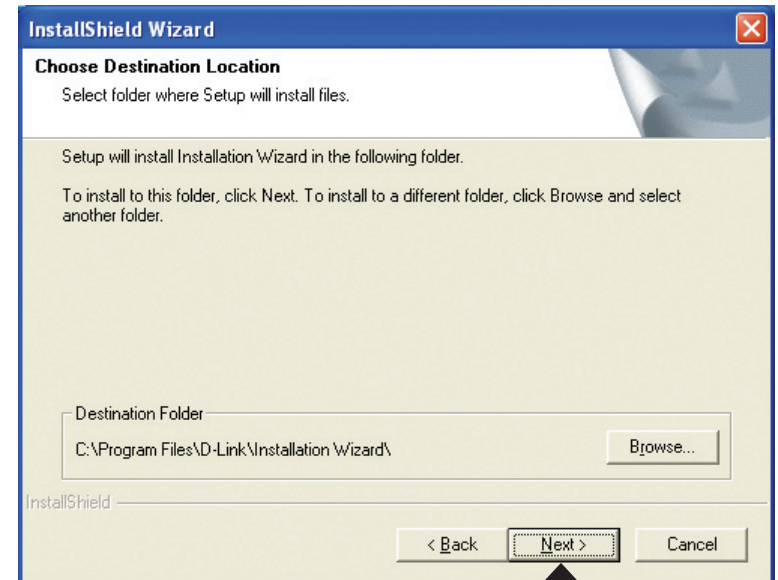 InstallShield Wizard
Choose Destination Location
Select folder where Setup will install files.
Setup will install Installation Wizard in the following folder.
To install to this folder, click Next. To install to a different folder, click Browse and select
another folder.
Destination Folder
C:\Program Files\D-Link\Installation Wizard\
Browse...
InstallShield
< Back
Next >
Cancel